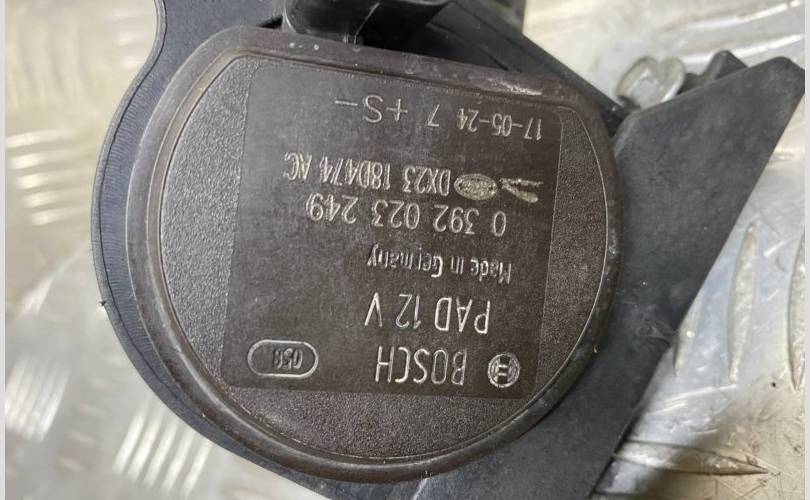 BOSCH 058
PAD 12 V
Made in Germany
0 392 023 249
DX23 18D474 AC
17-05-24 7 +S-